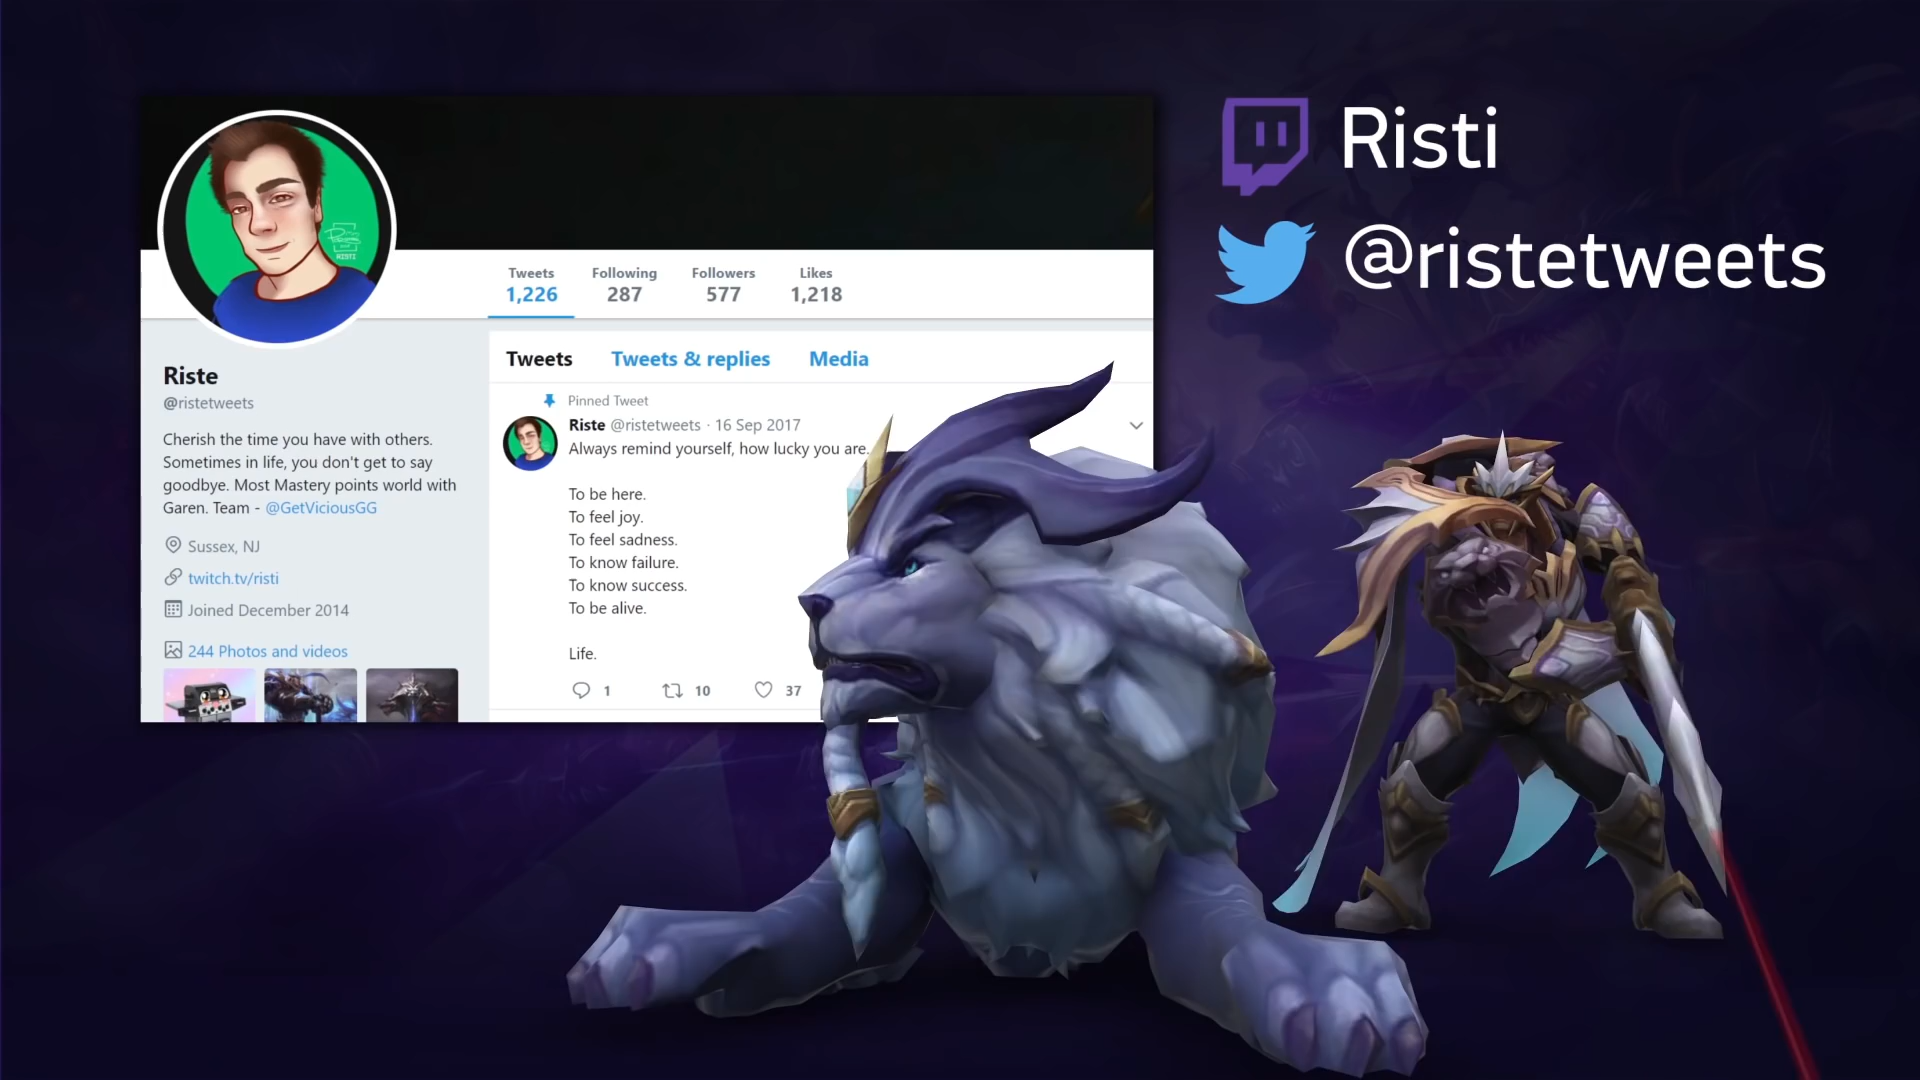 Risti
@ristetweets
RISTI
Tweets Following Followers Likes
1,226 287 577 1,218
Riste
@ristetweets
Cherish the time you have with others.
Sometimes in life, you don't get to say
goodbye. Most Mastery points world with
Garen. Team - @GetViciousGG
Sussex, NJ
twitch.tv/risti
Joined December 2014
244 Photos and videos
Tweets Tweets & replies Media
Pinned Tweet
Riste @ristetweets · 16 Sep 2017
Always remind yourself, how lucky you are.
To be here.
To feel joy.
To feel sadness.
To know failure.
To know success.
To be alive.
Life.
1 10 37